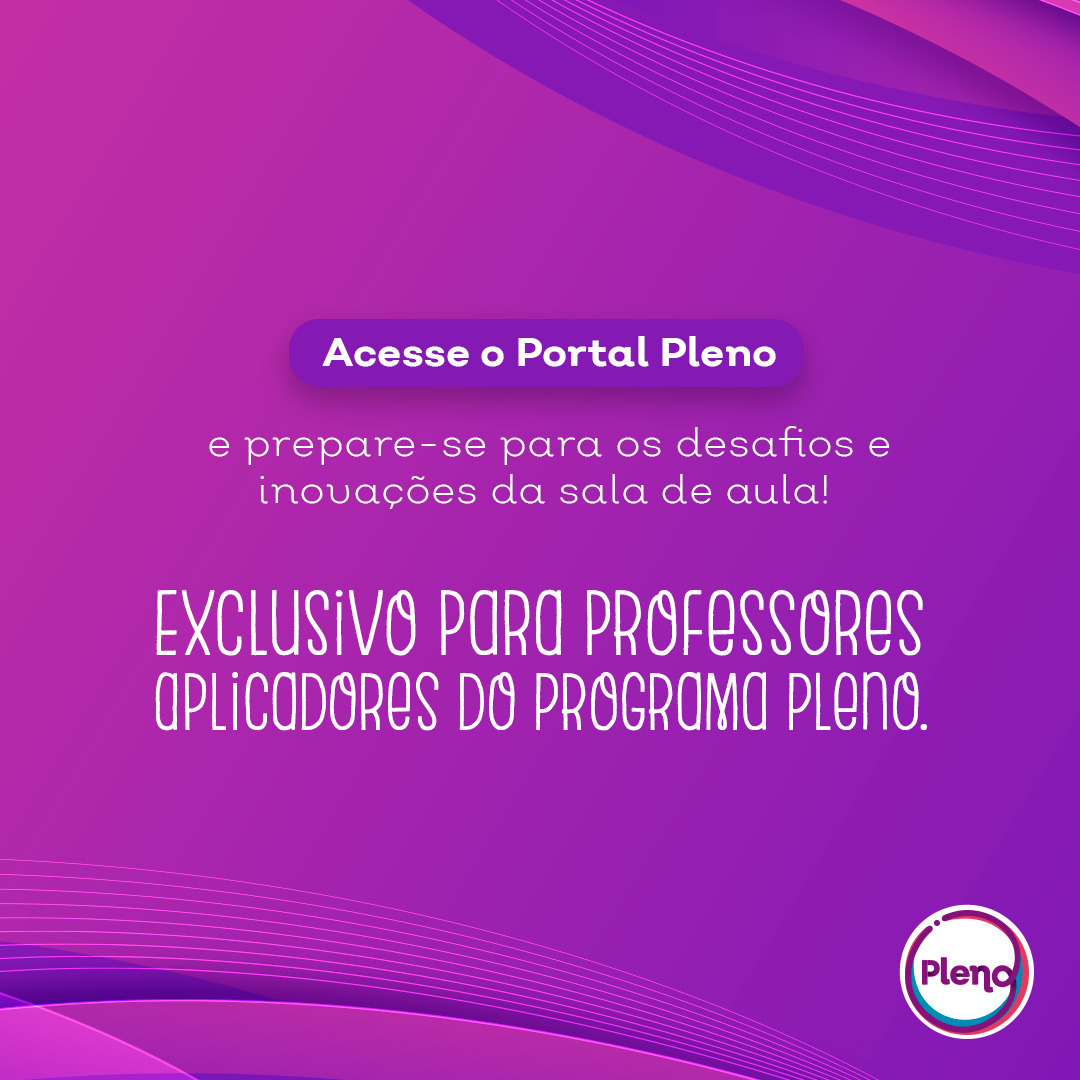 Acesse o Portal Pleno
e prepare-se para os desafios e
inovações da sala de aula!
EXCLUSIVO PARA PROFESSORES
APLICADORES DO PROGRAMA PLENO.
Pleno